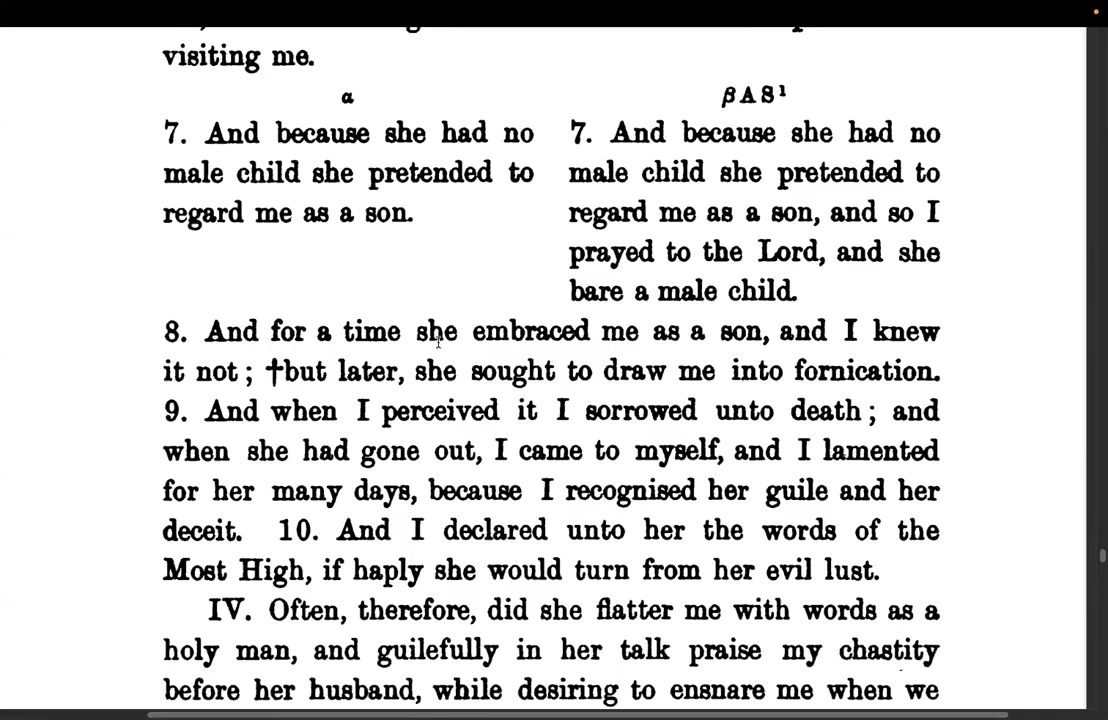 visiting me.
α
7. And because she had no
male child she pretended to
regard me as a son.
β A S¹
7. And because she had no
male child she pretended to
regard me as a son, and so I
prayed to the Lord, and she
bare a male child.
8. And for a time she embraced me as a son, and I knew
it not; †but later, she sought to draw me into fornication.
9. And when I perceived it I sorrowed unto death; and
when she had gone out, I came to myself, and I lamented
for her many days, because I recognised her guile and her
deceit. 10. And I declared unto her the words of the
Most High, if haply she would turn from her evil lust.
IV. Often, therefore, did she flatter me with words as a
holy man, and guilefully in her talk praise my chastity
before her husband, while desiring to ensnare me when we